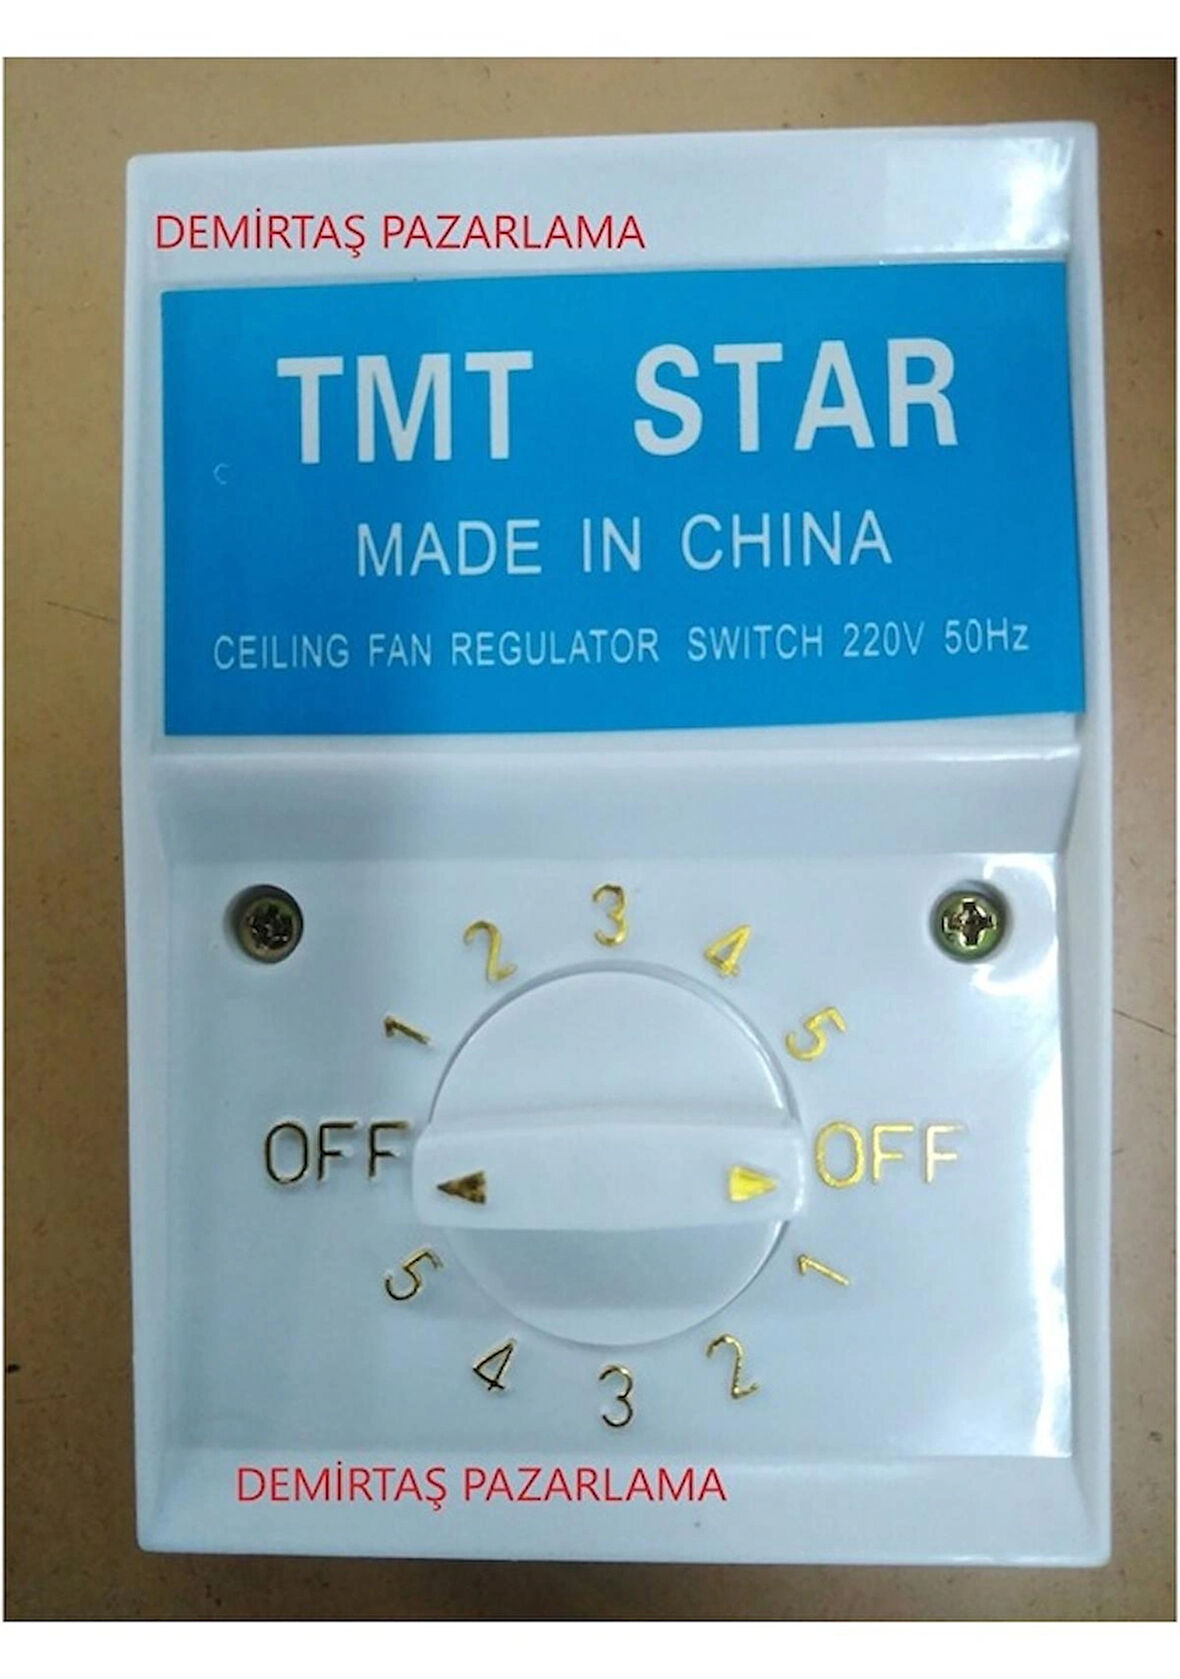 DEMİRTAŞ PAZARLAMA
TMT STAR
MADE IN CHINA
CEILING FAN REGULATOR SWITCH 220V 50Hz
3
2 4
1 5
OFF OFF
5 1
4 2
3
DEMİRTAŞ PAZARLAMA